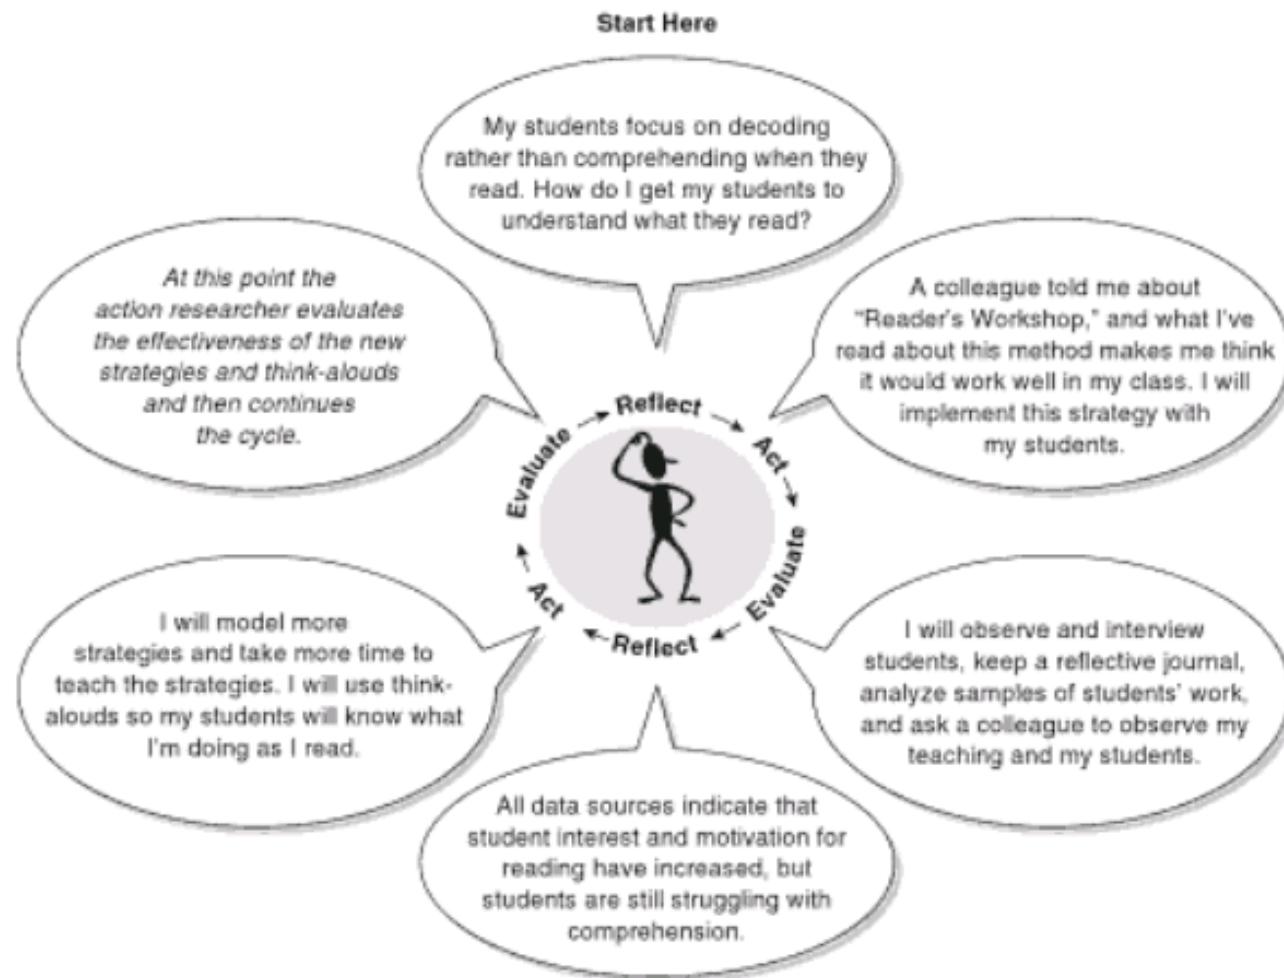 Start Here
My students focus on decoding
rather than comprehending when they
read. How do I get my students to
understand what they read?
A colleague told me about
“Reader's Workshop,” and what I've
read about this method makes me think
it would work well in my class. I will
implement this strategy with
my students.
I will observe and interview
students, keep a reflective journal,
analyze samples of students' work,
and ask a colleague to observe my
teaching and my students.
All data sources indicate that
student interest and motivation for
reading have increased, but
students are still struggling with
comprehension.
I will model more
strategies and take more time to
teach the strategies. I will use think-
alouds so my students will know what
I'm doing as I read.
At this point the
action researcher evaluates
the effectiveness of the new
strategies and think-alouds
and then continues
the cycle.
Reflect
Act
Evaluate
Reflect
Act
Evaluate